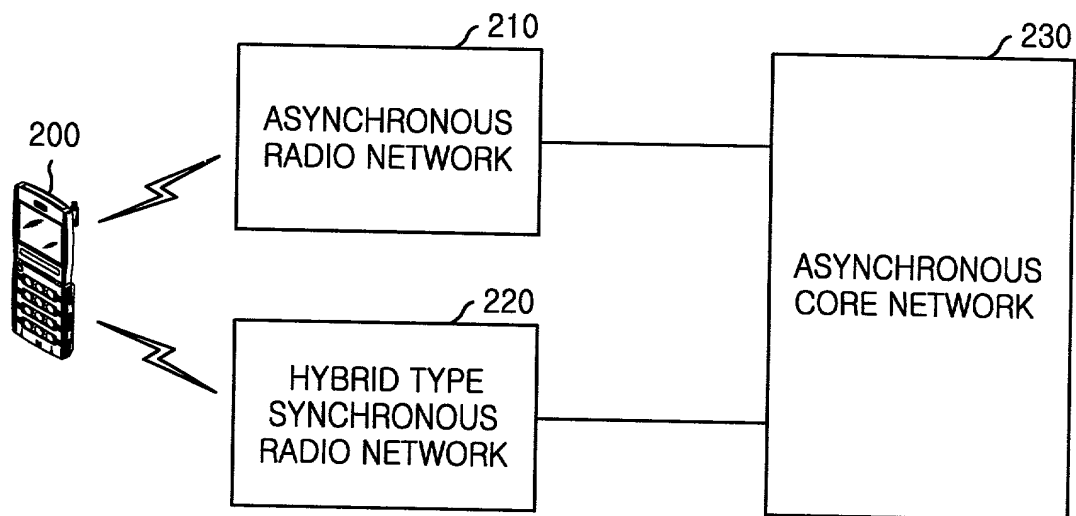 210
230
200
ASYNCHRONOUS
RADIO NETWORK
ASYNCHRONOUS
CORE NETWORK
220
HYBRID TYPE
SYNCHRONOUS
RADIO NETWORK